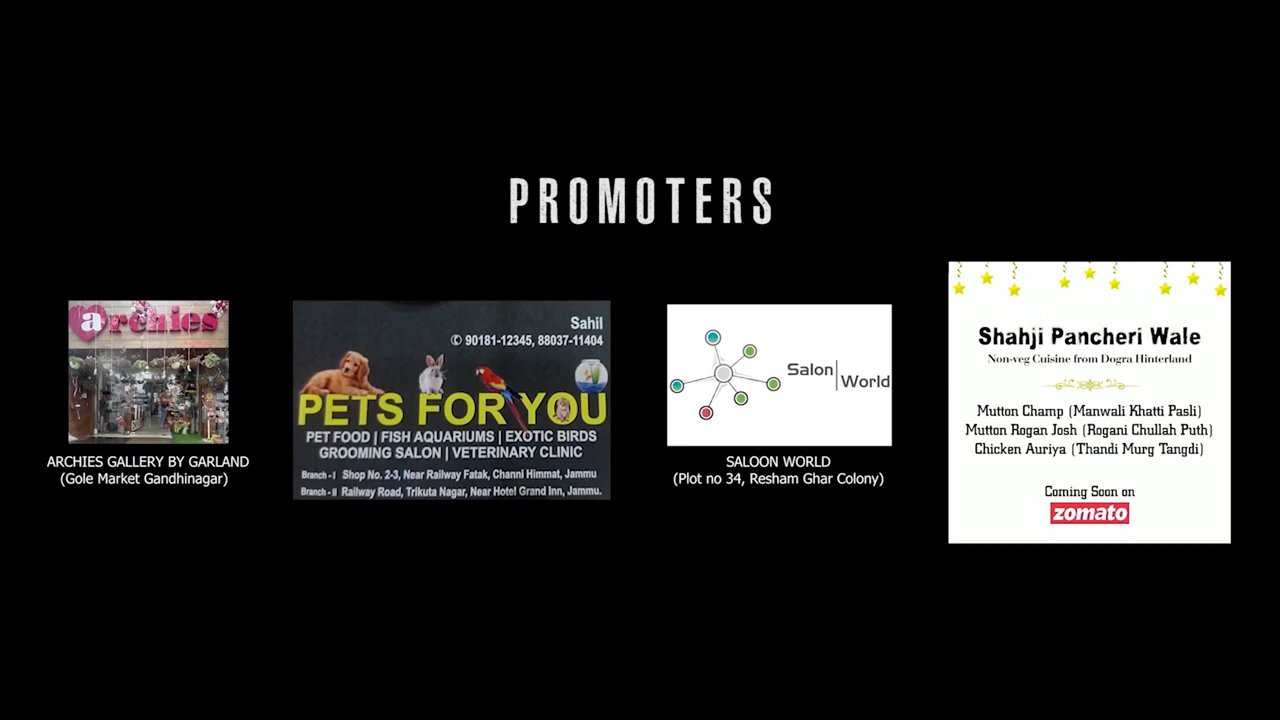 PROMOTERS
archies
ARCHIES GALLERY BY GARLAND
(Gole Market Gandhinagar)
Sahil
✆ 90181-12345, 88037-11404
PETS FOR YOU
PET FOOD | FISH AQUARIUMS | EXOTIC BIRDS
GROOMING SALON | VETERINARY CLINIC
Branch - I Shop No. 2-3, Near Railway Fatak, Channi Himmat, Jammu
Branch - II Railway Road, Trikuta Nagar, Near Hotel Grand Inn, Jammu.
Salon
World
SALOON WORLD
(Plot no 34, Resham Ghar Colony)
Shahji Pancheri Wale
Non-veg Cuisine from Dogra Hinterland
Mutton Champ (Manwali Khatti Pasli)
Mutton Rogan Josh (Rogani Chullah Puth)
Chicken Auriya (Thandi Murg Tangdi)
Coming Soon on
zomato